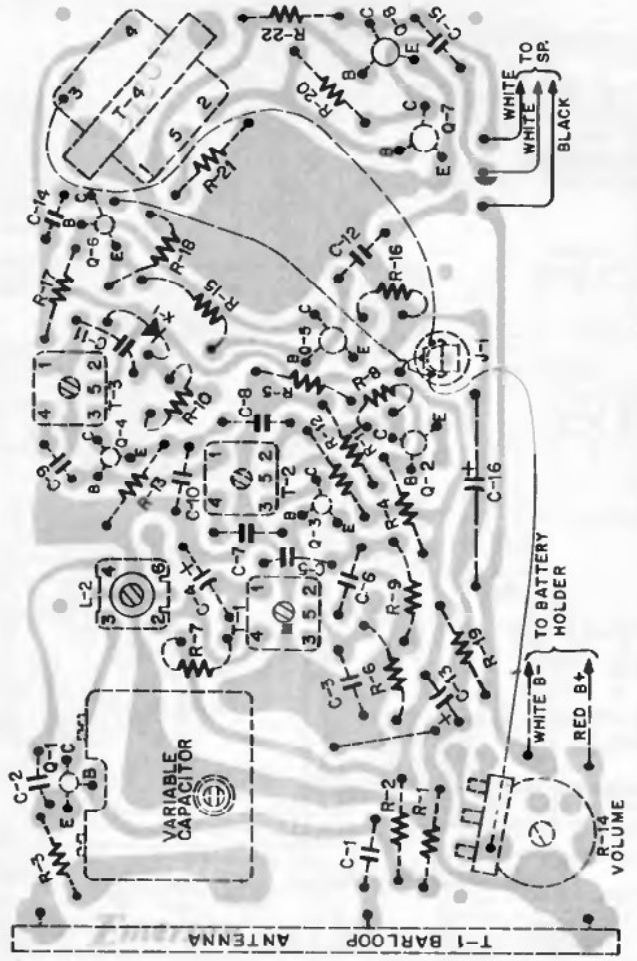 R-22
C
Q-8
B
E
C-15
4
3
T-4
2
5
1
R-20
C
Q-7
B
E
WHITE
WHITE
BLACK
TO SP.
R-21
C-14
C
B
Q-6
E
R-17
R-18
R-15
C-12
R-16
X-1
C-11
1
2
4
3
5
T-3
R-10
C
Q-5
B
E
J-1
R-5
R-8
C-8
C-9
C
Q-4
B
E
R-13
C-10
1
2
4
3
5
T-2
R-12
R-11
C
Q-3
B
E
Q-2
B
E
R-4
C-16
+
C-7
C-5
L-2
4
6
3
2
C-4
+
T-1
1
2
4
3
5
R-7
C-6
R-9
C-3
R-6
R-19
C-13
+
TO BATTERY
HOLDER
WHITE B-
RED B+
C-2
Q-1
C
E
B
R-3
VARIABLE
CAPACITOR
C-1
R-2
R-1
R-14
VOLUME
T-1 BARLOOP ANTENNA
Emerson